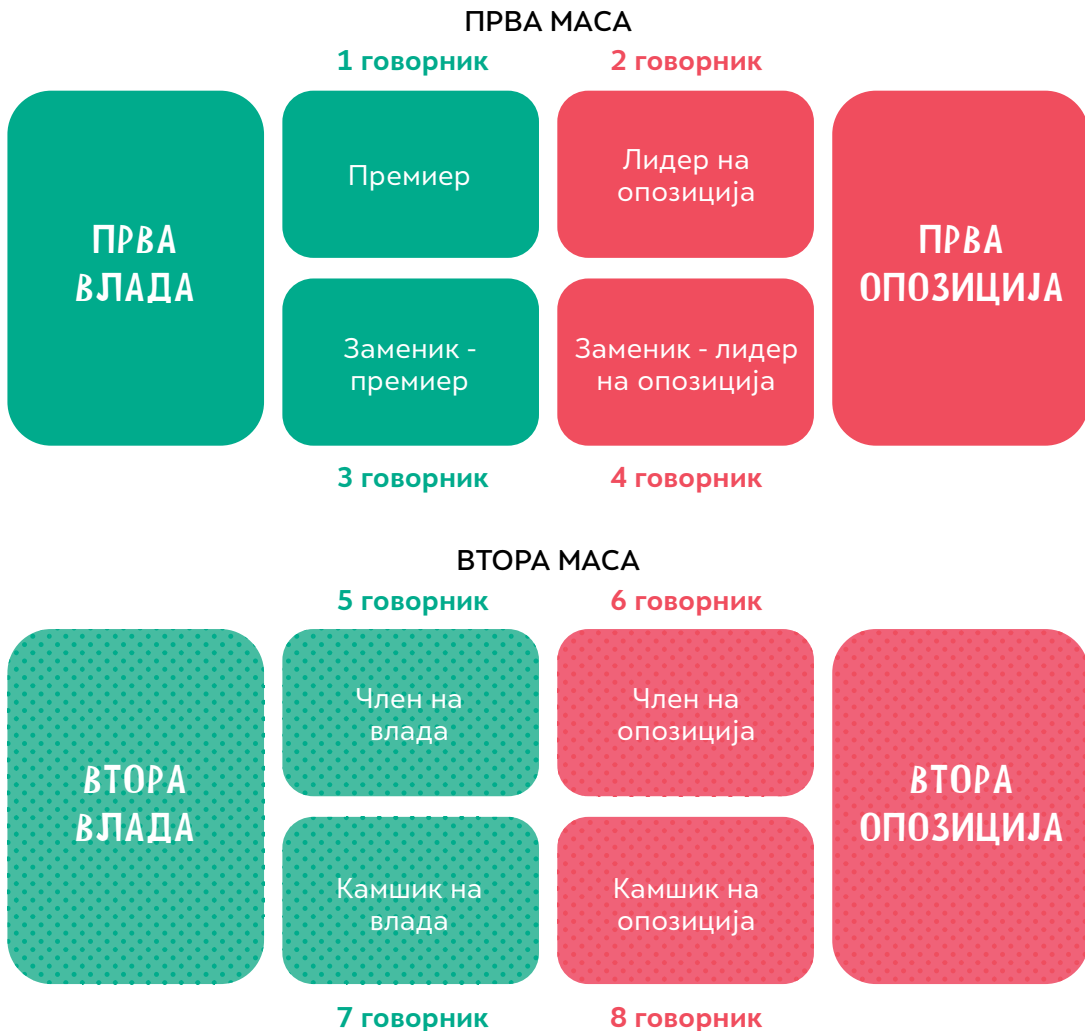 ПРВА МАСА
1 говорник
2 говорник
ПРВА
ВЛАДА
Премиер
Лидер на
опозиција
ПРВА
ОПОЗИЦИЈА
Заменик -
премиер
Заменик - лидер
на опозиција
3 говорник
4 говорник
ВТОРА МАСА
5 говорник
6 говорник
ВТОРА
ВЛАДА
Член на
влада
Член на
опозиција
ВТОРА
ОПОЗИЦИЈА
Камшик на
влада
Камшик на
опозиција
7 говорник
8 говорник